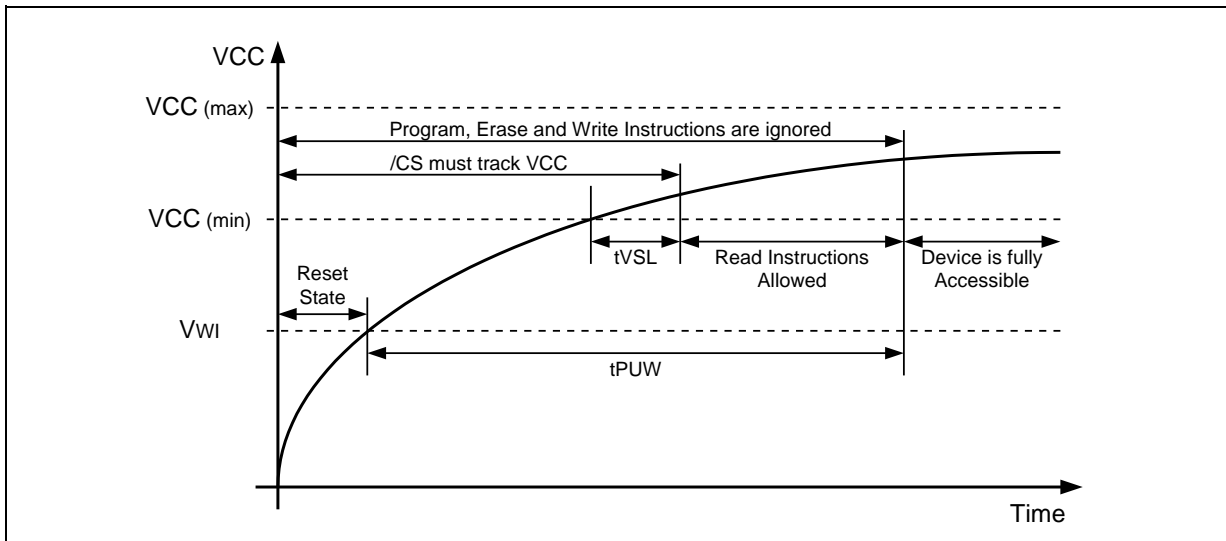 VCC
VCC (max)
Program, Erase and Write Instructions are ignored
/CS must track VCC
VCC (min)
tVSL
Read Instructions
Allowed
Device is fully
Accessible
Reset
State
VWI
tPUW
Time